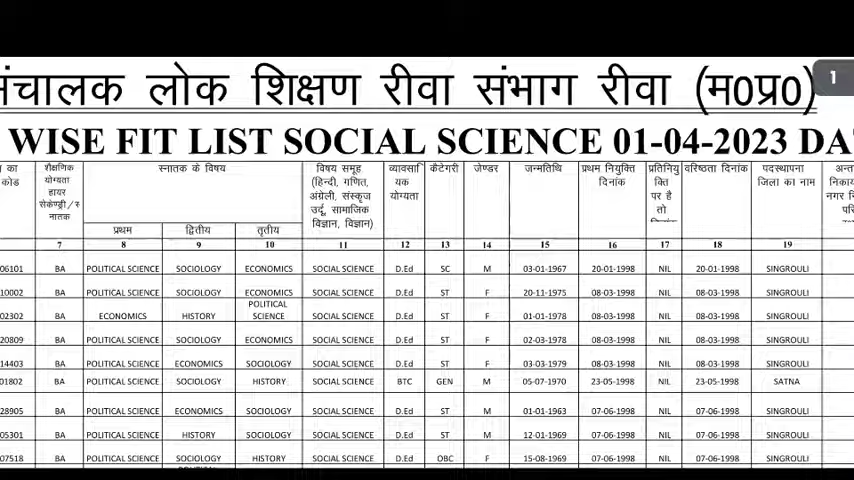 संचालक लोक शिक्षण रीवा संभाग रीवा (म0प्र0)
1
WISE FIT LIST SOCIAL SCIENCE 01-04-2023
का कोड | शैक्षणिक योग्यता हायर सेकेण्ड्री/स्नातक | स्नातक के विषय | विषय समूह (हिन्दी, गणित, अंग्रेली, संस्कृज उर्दू, सामाजिक विज्ञान, विज्ञान) | व्यावसायिक योग्यता | कैटेगरी | जेण्डर | जन्मतिथि | प्रथम नियुक्ति दिनांक | प्रतिनियुक्ति पर है तो | वरिष्ठता दिनांक | पदस्थापना जिला का नाम
प्रथम | द्वितीय | तृतीय
7 | 8 | 9 | 10 | 11 | 12 | 13 | 14 | 15 | 16 | 17 | 18 | 19
06101 | BA | POLITICAL SCIENCE | SOCIOLOGY | ECONOMICS | SOCIAL SCIENCE | D.Ed | SC | M | 03-01-1967 | 20-01-1998 | NIL | 20-01-1998 | SINGROULI
10002 | BA | POLITICAL SCIENCE | SOCIOLOGY | ECONOMICS | SOCIAL SCIENCE | D.Ed | ST | F | 20-11-1975 | 08-03-1998 | NIL | 08-03-1998 | SINGROULI
02302 | BA | ECONOMICS | HISTORY | POLITICAL SCIENCE | SOCIAL SCIENCE | D.Ed | ST | F | 01-01-1978 | 08-03-1998 | NIL | 08-03-1998 | SINGROULI
20809 | BA | POLITICAL SCIENCE | SOCIOLOGY | ECONOMICS | SOCIAL SCIENCE | D.Ed | ST | F | 02-03-1978 | 08-03-1998 | NIL | 08-03-1998 | SINGROULI
14403 | BA | POLITICAL SCIENCE | ECONOMICS | SOCIOLOGY | SOCIAL SCIENCE | D.Ed | ST | F | 03-03-1979 | 08-03-1998 | NIL | 08-03-1998 | SINGROULI
01802 | BA | POLITICAL SCIENCE | SOCIOLOGY | HISTORY | SOCIAL SCIENCE | BTC | GEN | M | 05-07-1970 | 23-05-1998 | NIL | 23-05-1998 | SATNA
28905 | BA | POLITICAL SCIENCE | ECONOMICS | SOCIOLOGY | SOCIAL SCIENCE | D.Ed | ST | M | 01-01-1963 | 07-06-1998 | NIL | 07-06-1998 | SINGROULI
05301 | BA | POLITICAL SCIENCE | HISTORY | SOCIOLOGY | SOCIAL SCIENCE | D.Ed | ST | M | 12-01-1969 | 07-06-1998 | NIL | 07-06-1998 | SINGROULI
07518 | BA | POLITICAL SCIENCE | SOCIOLOGY | HISTORY | SOCIAL SCIENCE | D.Ed | OBC | F | 15-08-1969 | 07-06-1998 | NIL | 07-06-1998 | SINGROULI